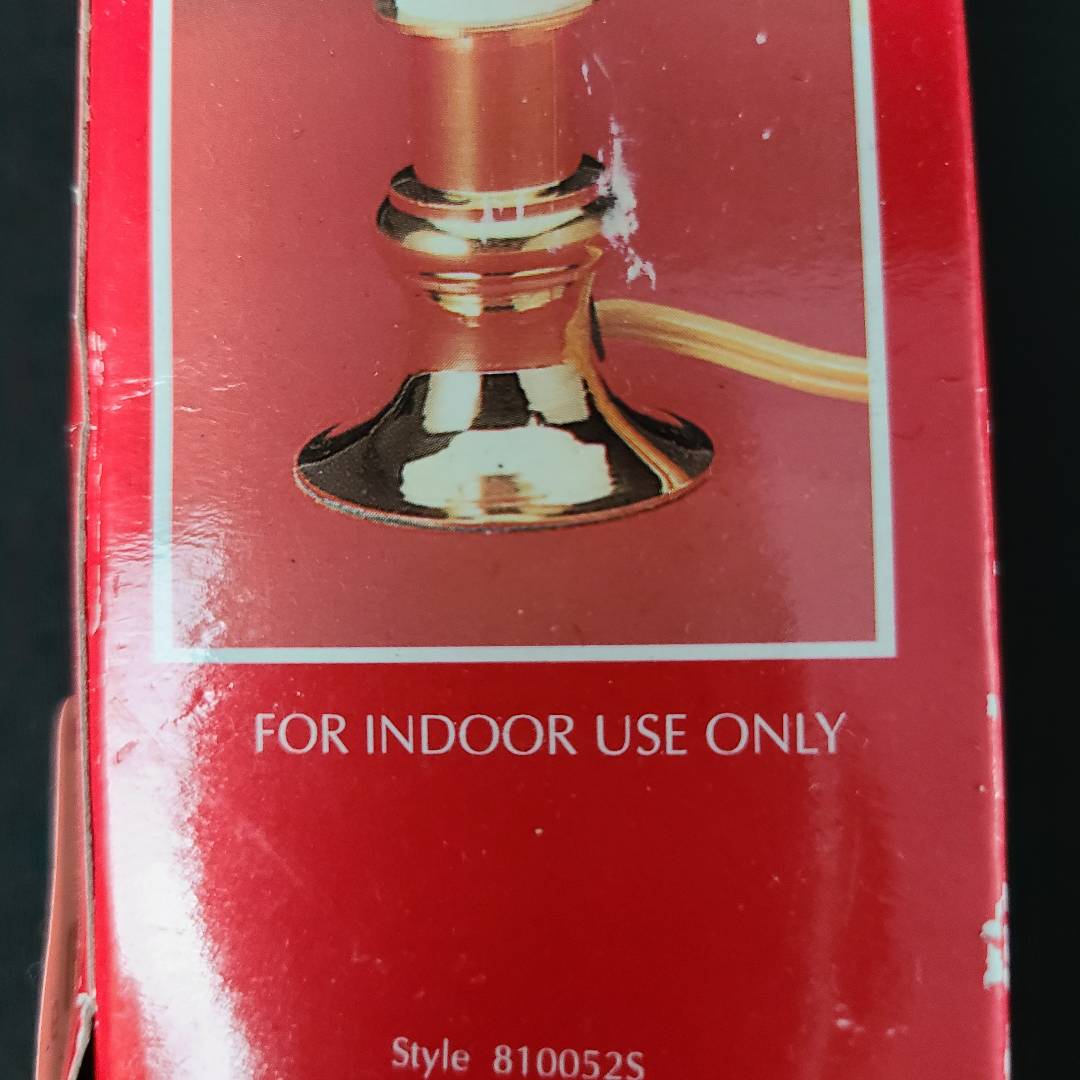 FOR INDOOR USE ONLY
Style 810052S